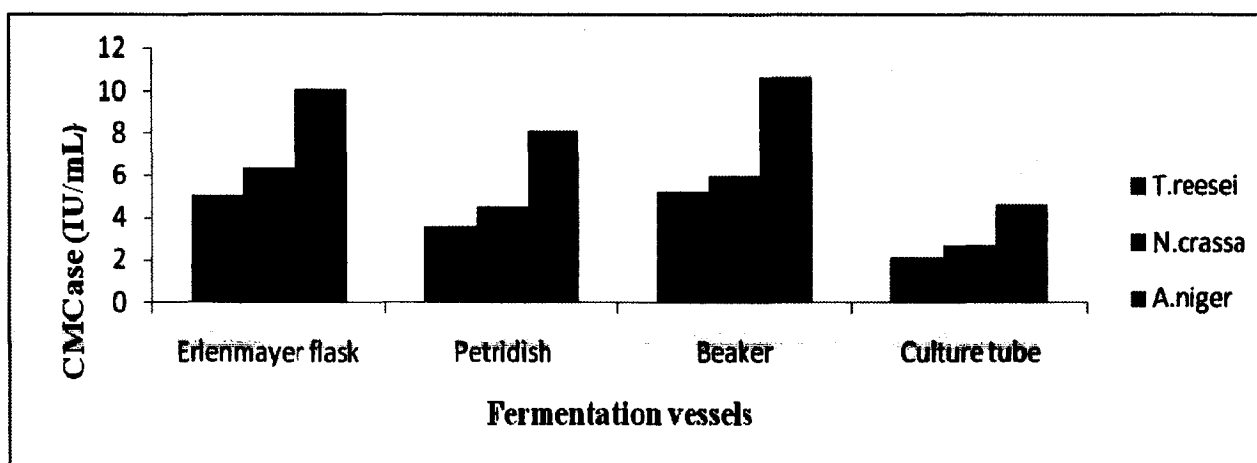 12
10
8
6
4
2
0
CMCase (IU/mL)
Erlenmayer flask
Petridish
Beaker
Culture tube
Fermentation vessels
T.reesei
N.crassa
A.niger